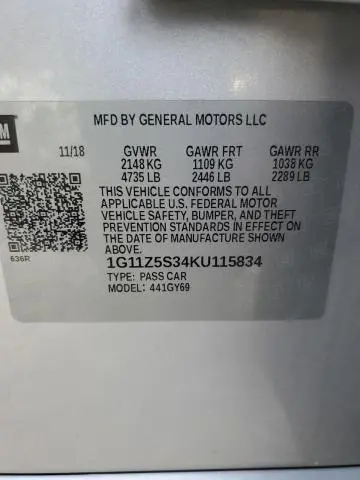 GM
MFD BY GENERAL MOTORS LLC
11/18 GVWR GAWR FRT GAWR RR
2148 KG 1109 KG 1038 KG
4735 LB 2446 LB 2289 LB
THIS VEHICLE CONFORMS TO ALL
APPLICABLE U.S. FEDERAL MOTOR
VEHICLE SAFETY, BUMPER, AND THEFT
PREVENTION STANDARDS IN EFFECT ON
THE DATE OF MANUFACTURE SHOWN
ABOVE.
636R
1G11Z5S34KU115834
TYPE: PASS CAR
MODEL: 441GY69